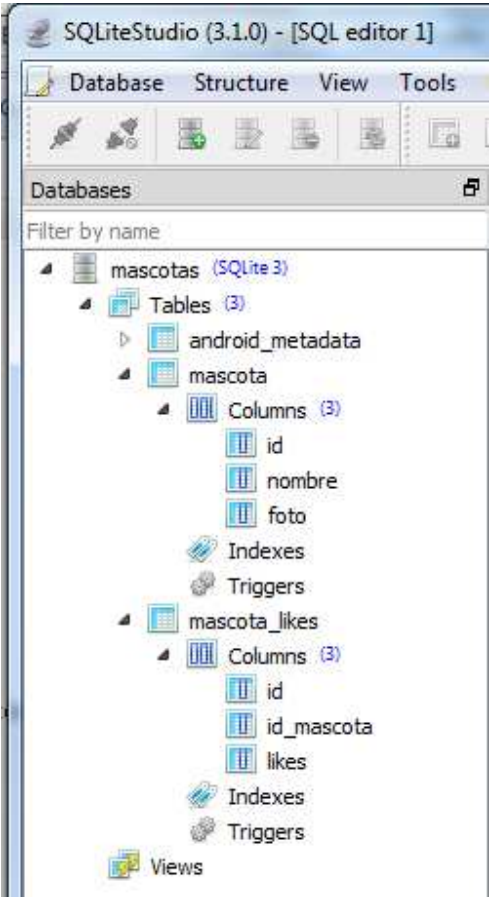 SQLiteStudio (3.1.0) - [SQL editor 1]
Database Structure View Tools
Databases
Filter by name
mascotas (SQLite 3)
Tables (3)
android_metadata
mascota
Columns (3)
id
nombre
foto
Indexes
Triggers
mascota_likes
Columns (3)
id
id_mascota
likes
Indexes
Triggers
Views